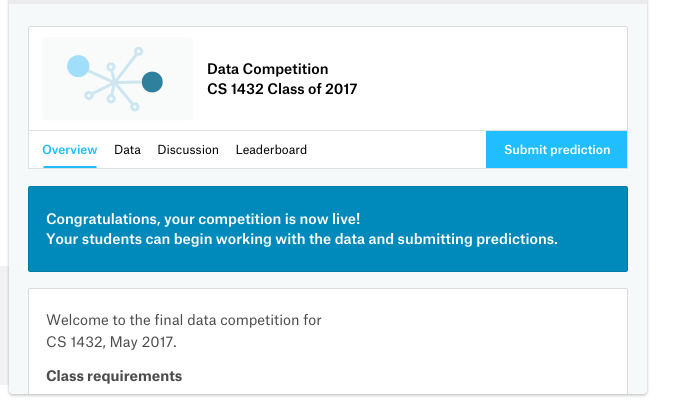 Data Competition
CS 1432 Class of 2017
Overview Data Discussion Leaderboard Submit prediction
Congratulations, your competition is now live!
Your students can begin working with the data and submitting predictions.
Welcome to the final data competition for
CS 1432, May 2017.
Class requirements